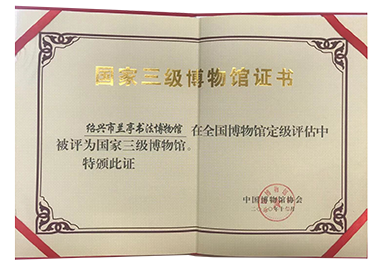 国家三级博物馆证书
绍兴市兰亭书法博物馆 在全国博物馆定级评估中
被评为国家三级博物馆。
特颁此证
中国博物馆协会